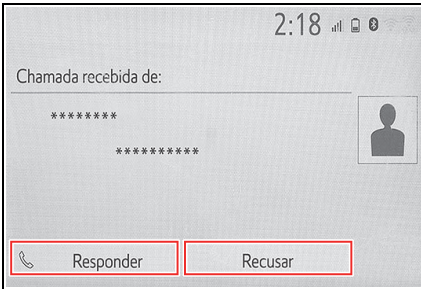 2:18
Chamada recebida de:
********
**********
Responder
Recusar